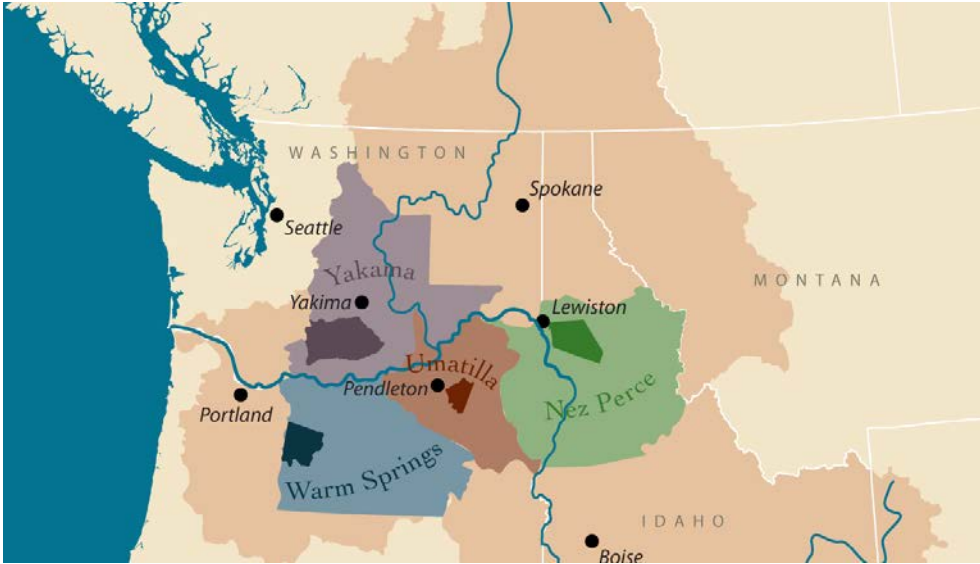 WASHINGTON
Spokane
Seattle
Yakama
MONTANA
Yakima
Lewiston
Umatilla
Pendleton
Nez Perce
Portland
Warm Springs
IDAHO
Boise